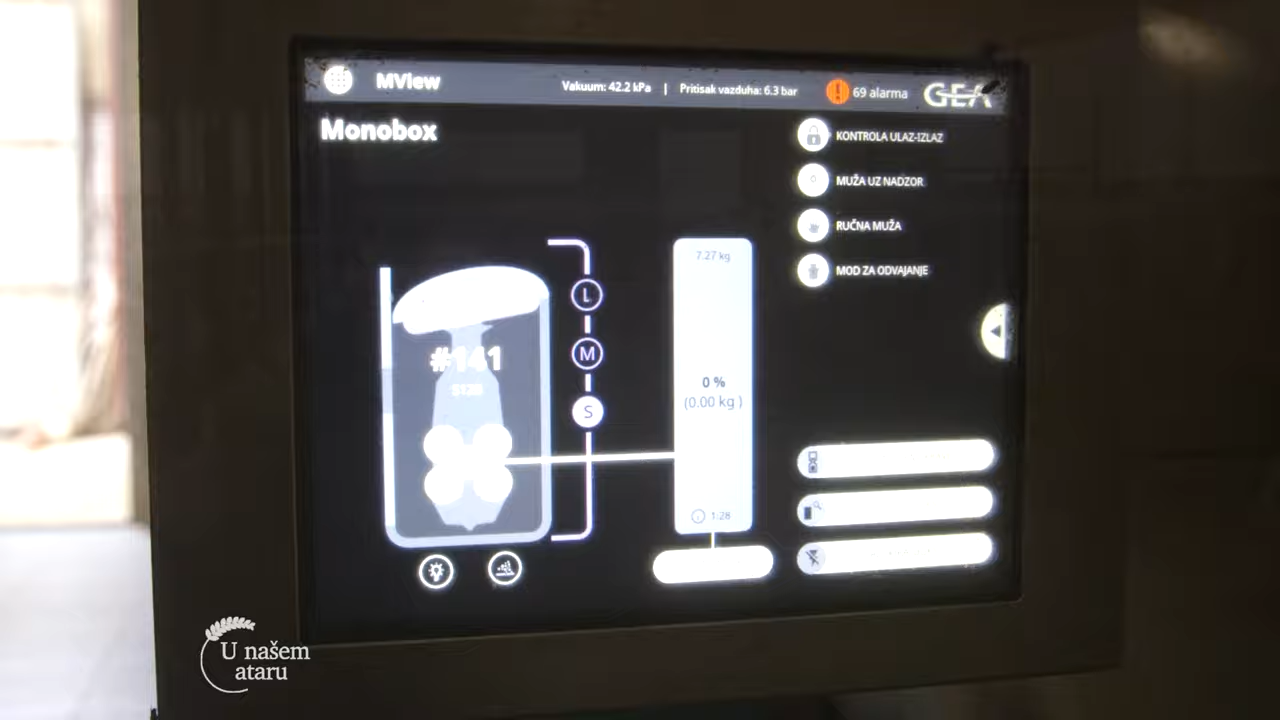 MView
Vakuum: 42.2 kPa | Pritisak vazduha: 6.3 bar
69 alarma
GEA
Monobox
KONTROLA ULAZ-IZLAZ
MUŽA UZ NADZOR
RUČNA MUŽA
MOD ZA ODVAJANJE
7.27 kg
L
M
S
#141
0 %
(0.00 kg )
1:28
U našem
ataru